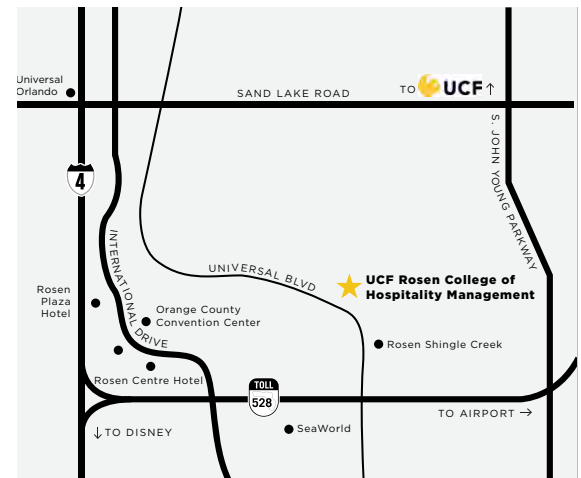 Universal
Orlando
SAND LAKE ROAD
TO UCF ↑
S. JOHN YOUNG PARKWAY
4
INTERNATIONAL DRIVE
UNIVERSAL BLVD
UCF Rosen College of
Hospitality Management
Rosen
Plaza
Hotel
Orange County
Convention Center
Rosen Shingle Creek
Rosen Centre Hotel
TOLL
528
TO AIRPORT →
↓ TO DISNEY
SeaWorld